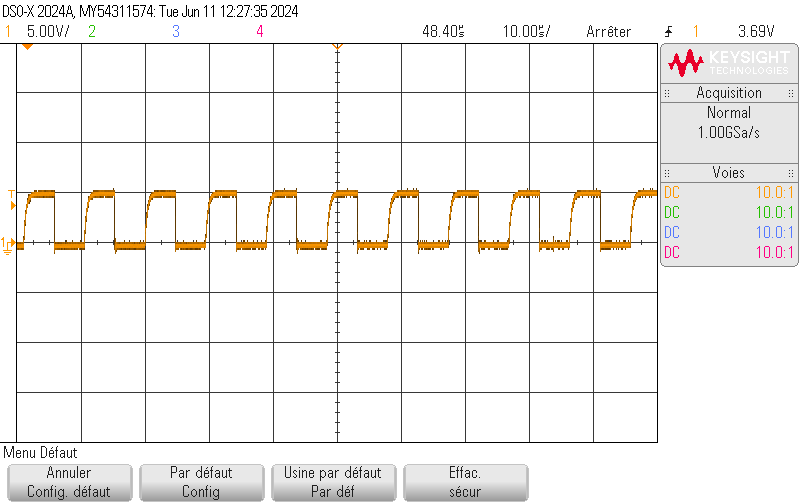 DSO-X 2024A, MY54311574: Tue Jun 11 12:27:35 2024
1 5.00V/ 2 3 4 48.40s 10.00s/ Arrêter 1 3.69V
KEYSIGHT
TECHNOLOGIES
Acquisition
Normal
1.00GSa/s
Voies
DC 10.0:1
DC 10.0:1
DC 10.0:1
DC 10.0:1
T
1
Menu Défaut
Annuler
Config. défaut
Par défaut
Config
Usine par défaut
Par déf
Effac.
sécur